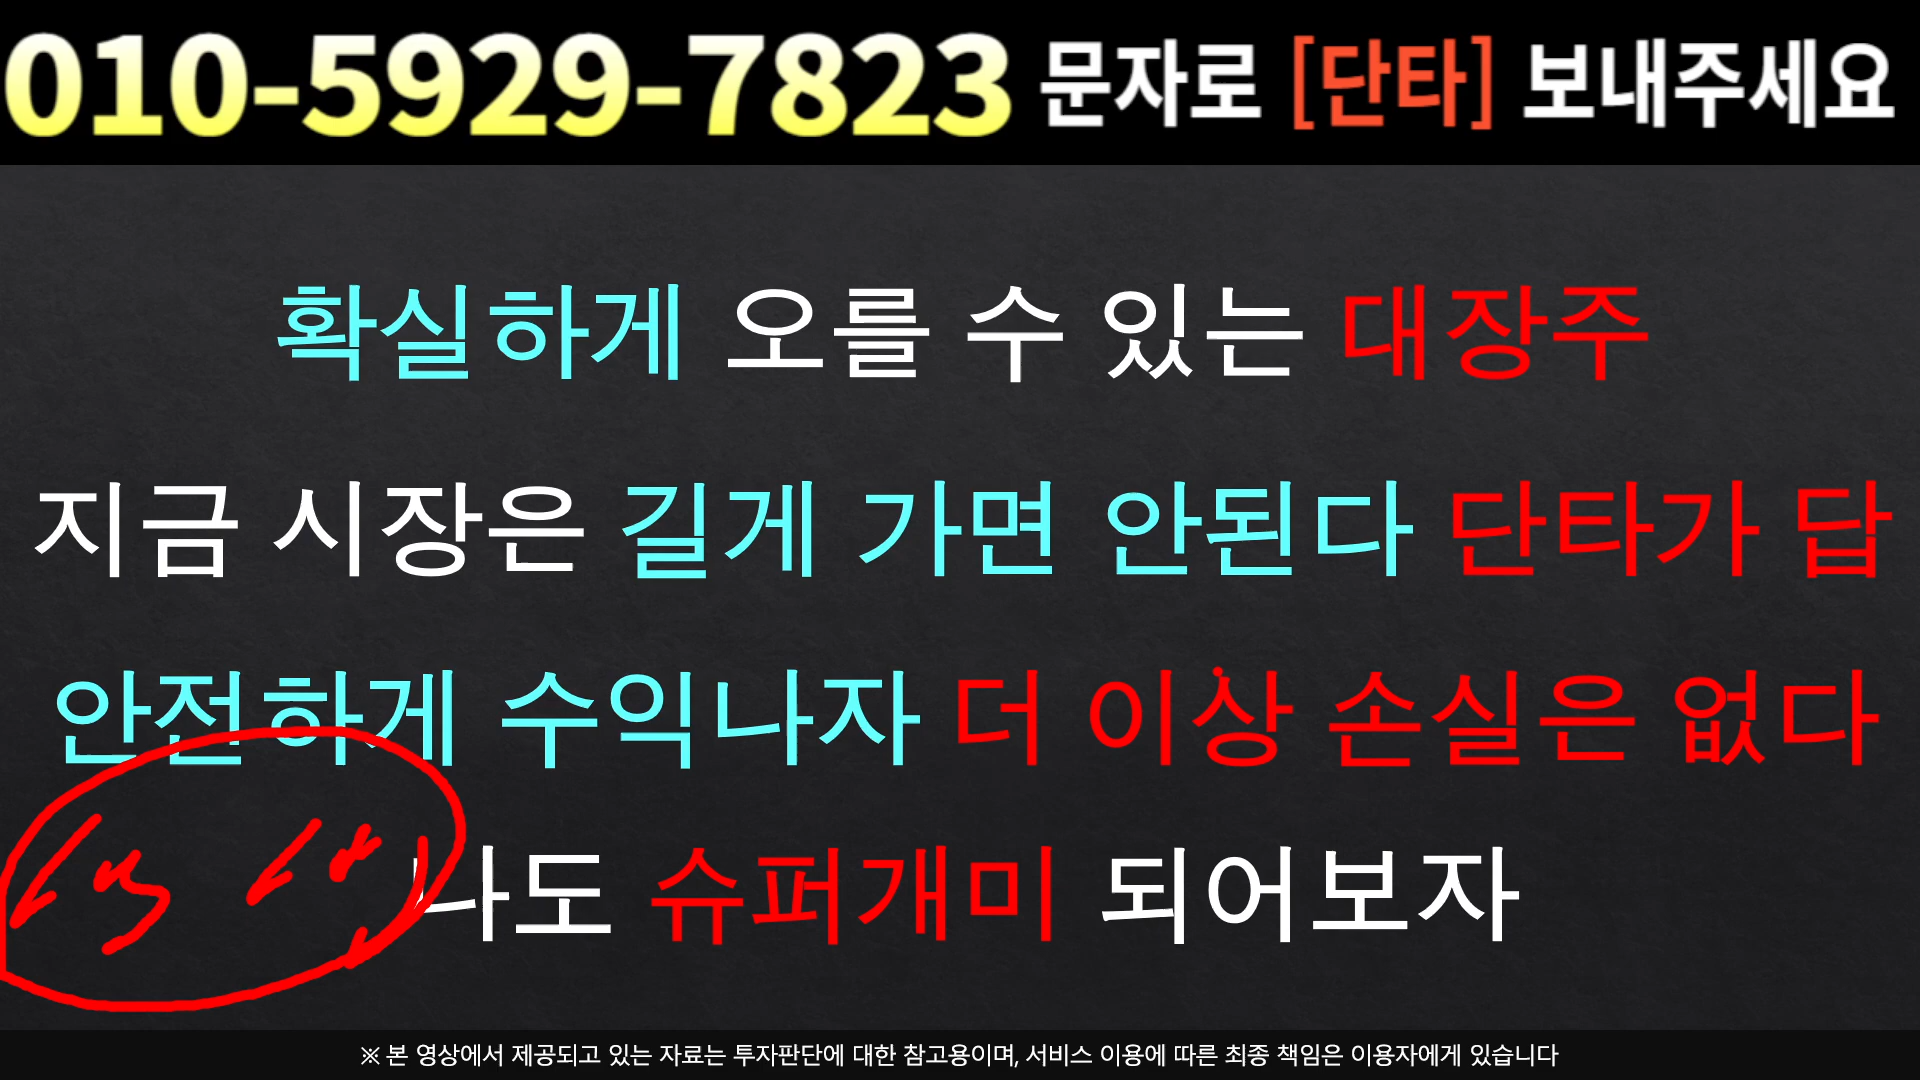 010-5929-7823 문자로 [단타] 보내주세요
확실하게 오를 수 있는 대장주
지금 시장은 길게 가면 안된다 단타가 답
안전하게 수익나자 더 이상 손실은 없다
나도 슈퍼개미 되어보자
※ 본 영상에서 제공되고 있는 자료는 투자판단에 대한 참고용이며, 서비스 이용에 따른 최종 책임은 이용자에게 있습니다